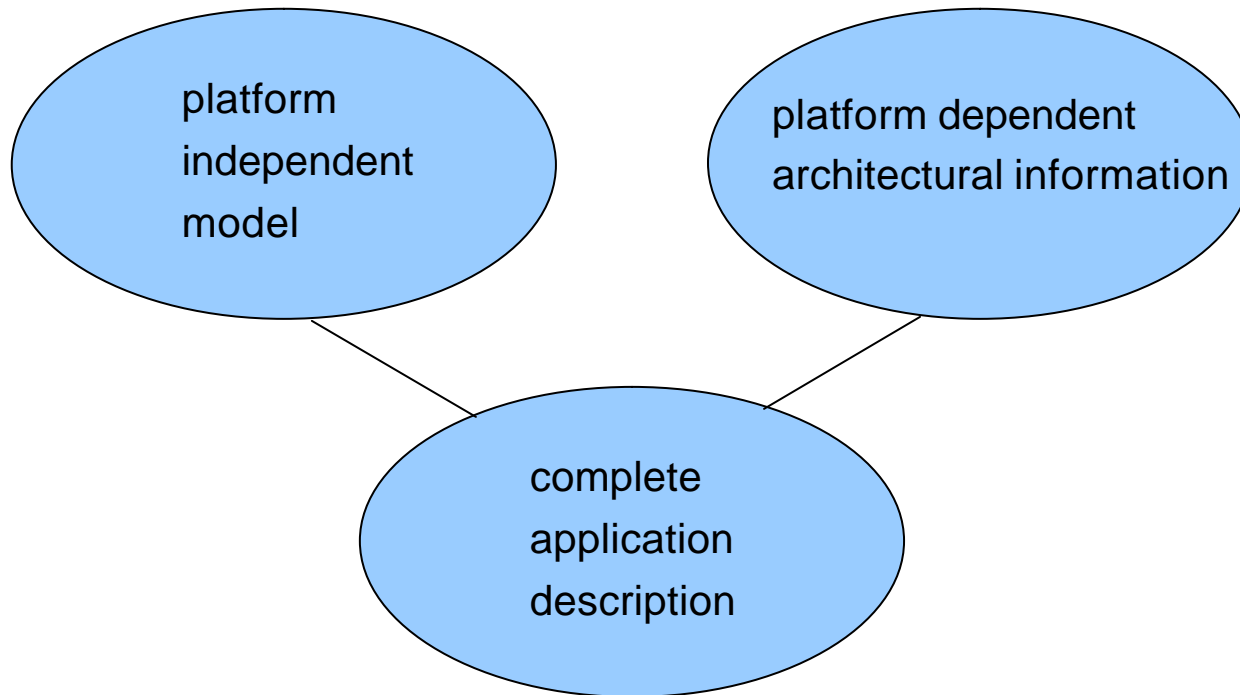 platform
independent
model
platform dependent
architectural information
complete
application
description